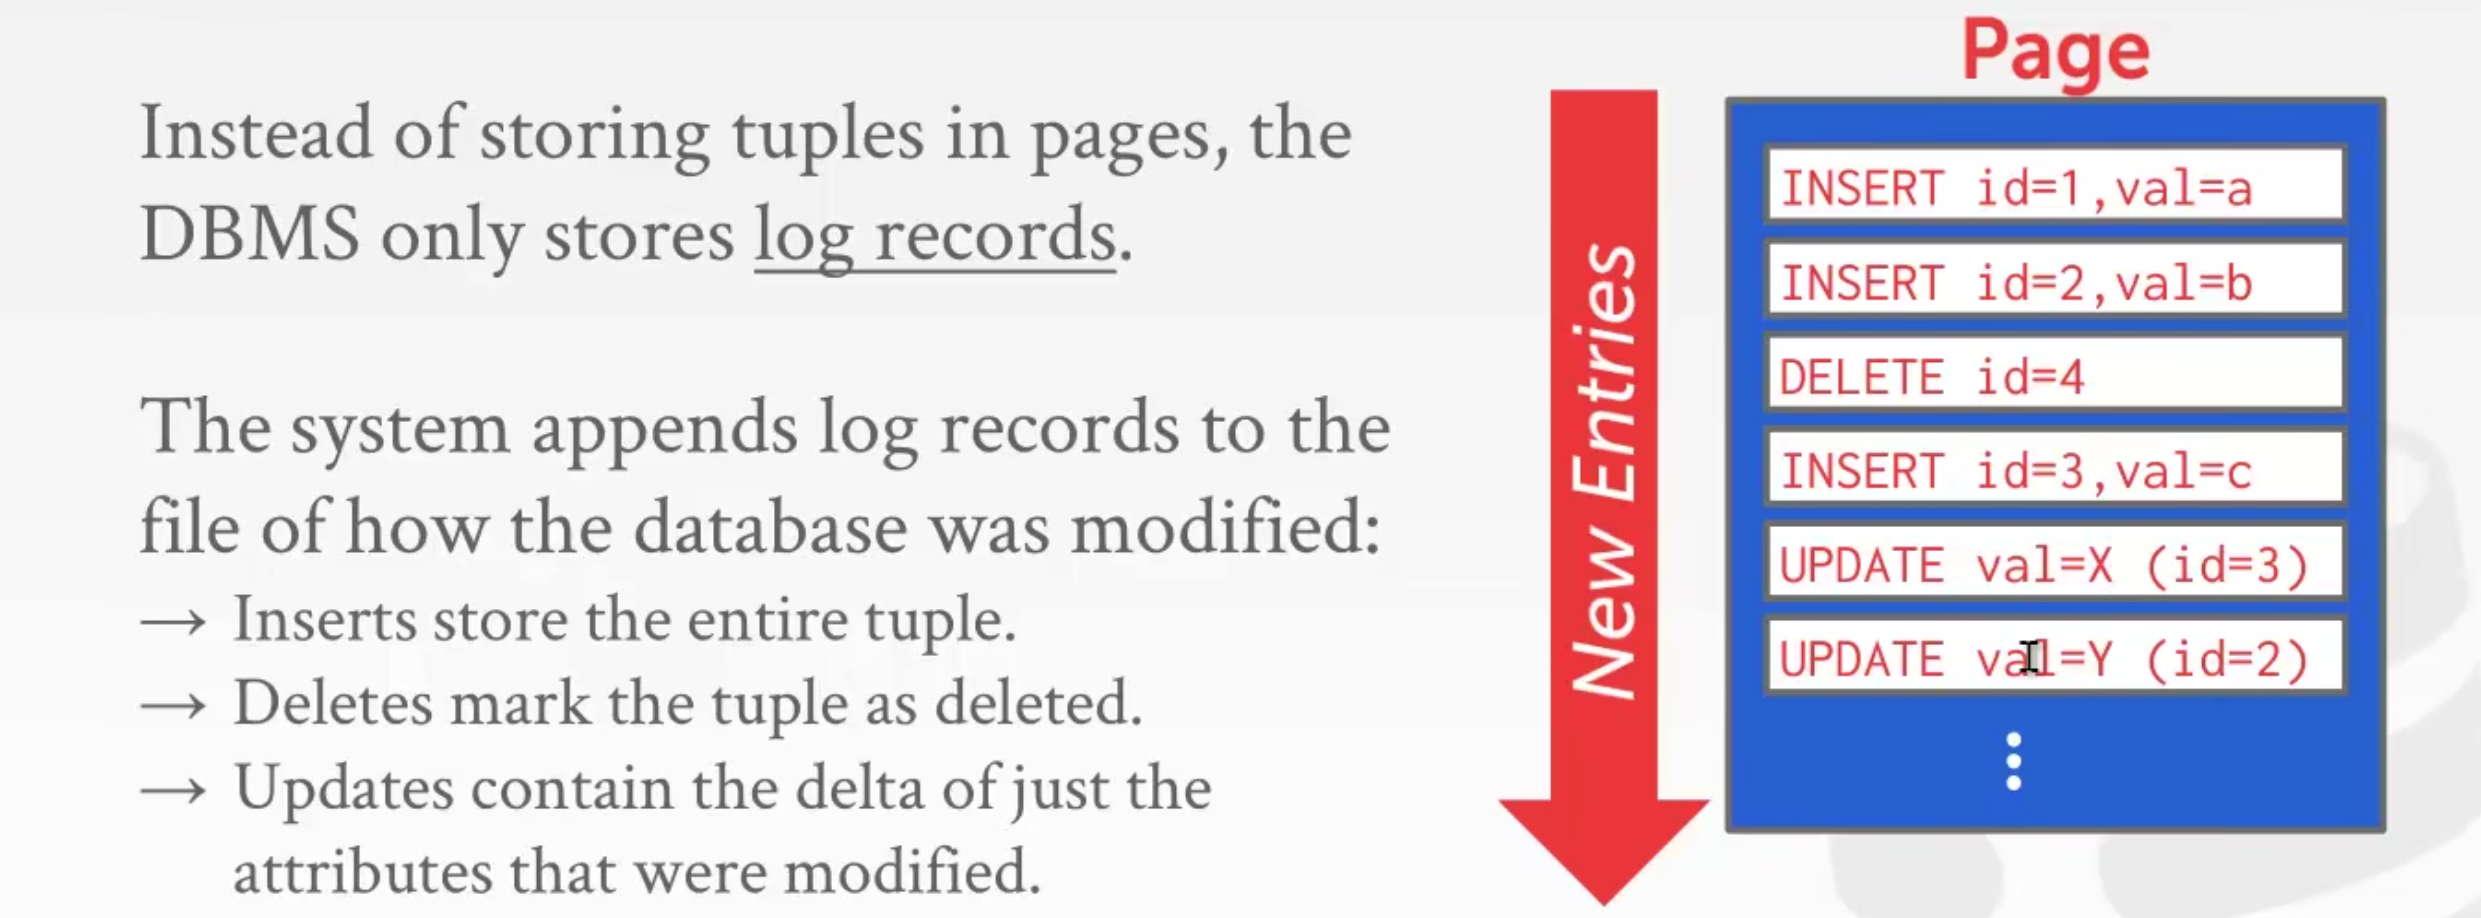 Instead of storing tuples in pages, the
DBMS only stores log records.
The system appends log records to the
file of how the database was modified:
→ Inserts store the entire tuple.
→ Deletes mark the tuple as deleted.
→ Updates contain the delta of just the
attributes that were modified.
New Entries
Page
INSERT id=1,val=a
INSERT id=2,val=b
DELETE id=4
INSERT id=3,val=c
UPDATE val=X (id=3)
UPDATE val=Y (id=2)